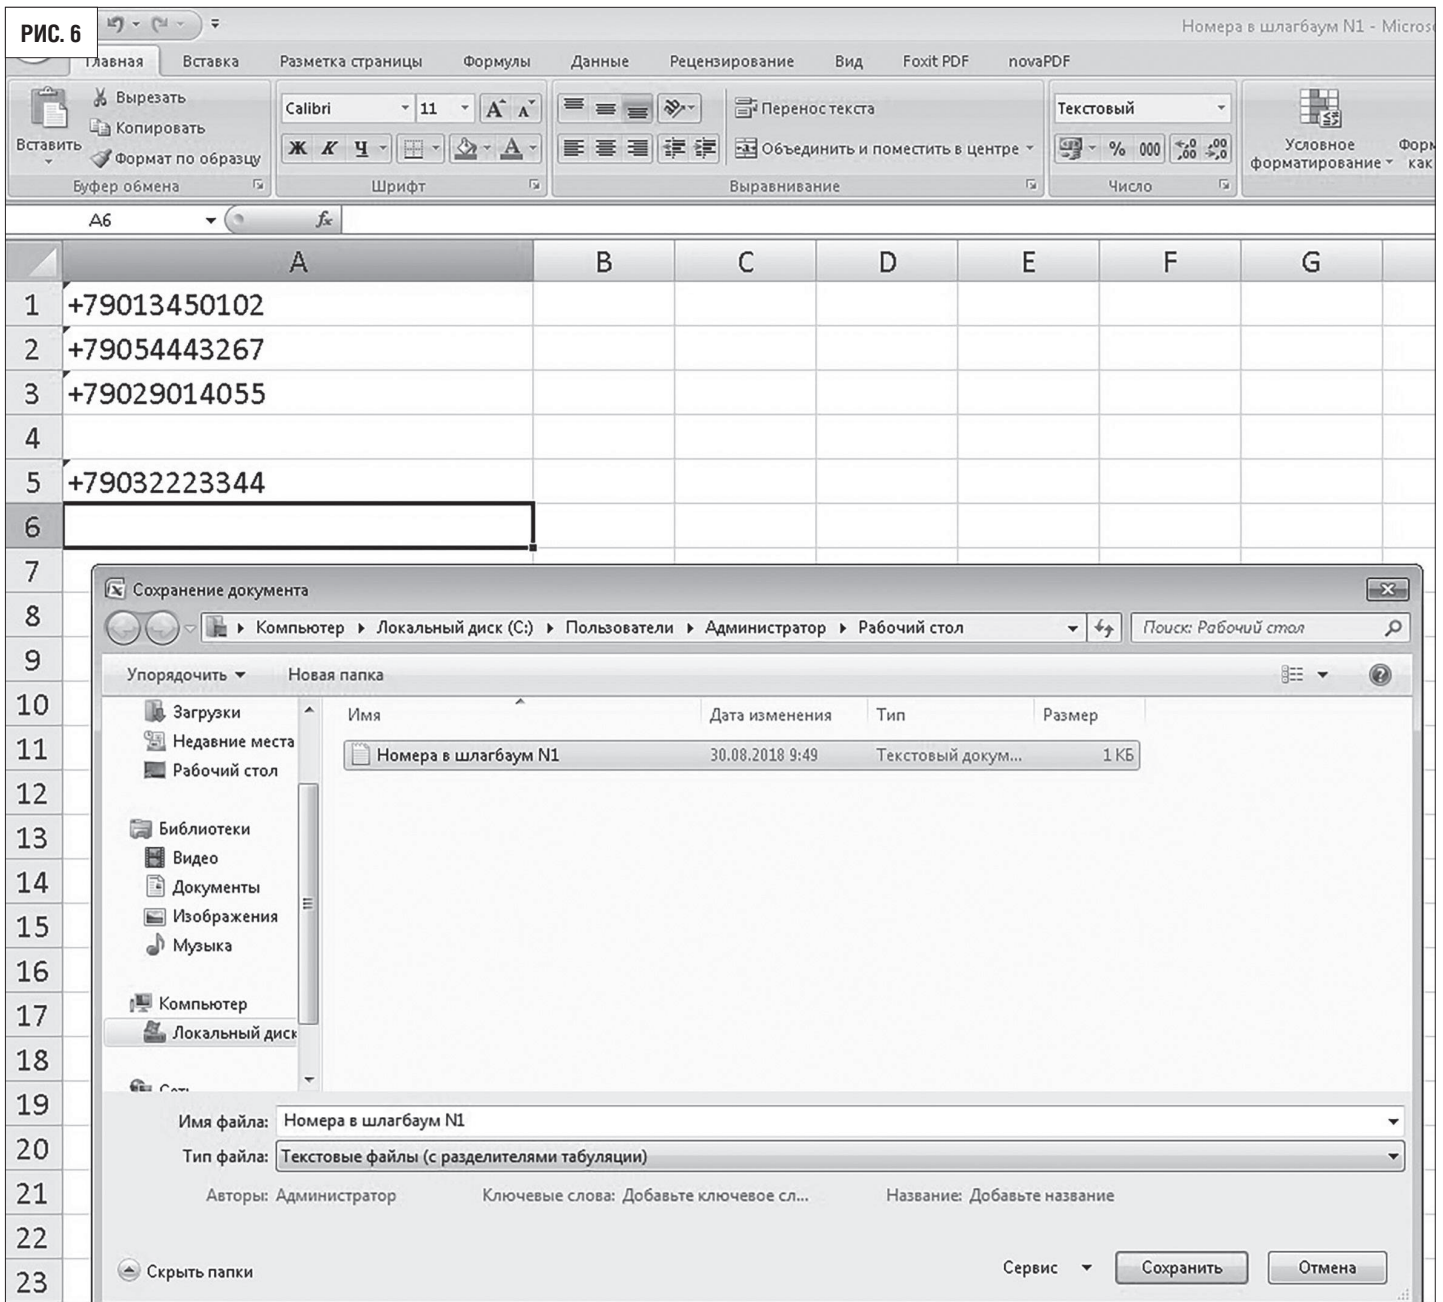 РИС. 6
Номера в шлагбаум N1 - Micros
Главная Вставка Разметка страницы Формулы Данные Рецензирование Вид Foxit PDF novaPDF
Вставить
Вырезать
Копировать
Формат по образцу
Буфер обмена
Calibri 11 A A
Ж К Ч A
Шрифт
Перенос текста
Объединить и поместить в центре
Выравнивание
Текстовый
% 000 ,0 ,00 ,00 ,0
Число
Условное форматирование
Форм
как
A6 fx
A B C D E F G
1 +79013450102
2 +79054443267
3 +79029014055
4
5 +79032223344
6
7
Сохранение документа
8
Компьютер Локальный диск (C:) Пользователи Администратор Рабочий стол Поиск: Рабочий стол
9
Упорядочить Новая папка
10
Загрузки Имя Дата изменения Тип Размер
11
Недавние места Номера в шлагбаум N1 30.08.2018 9:49 Текстовый докум... 1 КБ
Рабочий стол
12
13 Библиотеки
Видео
14 Документы
15 Изображения
Музыка
16
Компьютер
17 Локальный диск
18
Сеть
19
Имя файла: Номера в шлагбаум N1
20 Тип файла: Текстовые файлы (с разделителями табуляции)
21 Авторы: Администратор Ключевые слова: Добавьте ключевое сл... Название: Добавьте название
22
23 Скрыть папки Сервис Сохранить Отмена